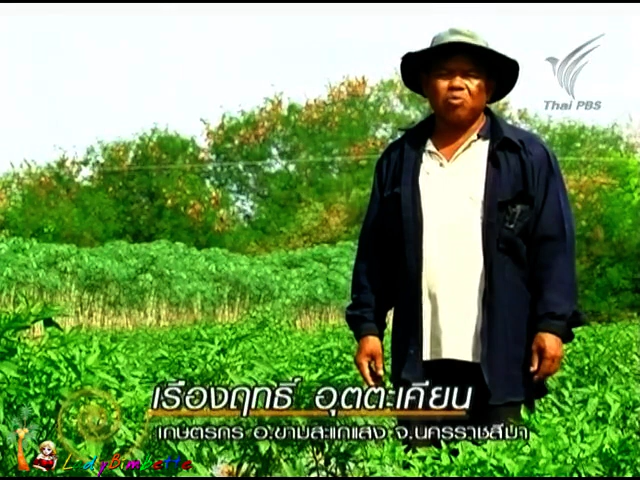 Thai PBS
เรืองฤทธิ์ อุตตะเคียน
เกษตรกร อ.ขามสะแกแสง จ.นครราชสีมา
LadyBimbette